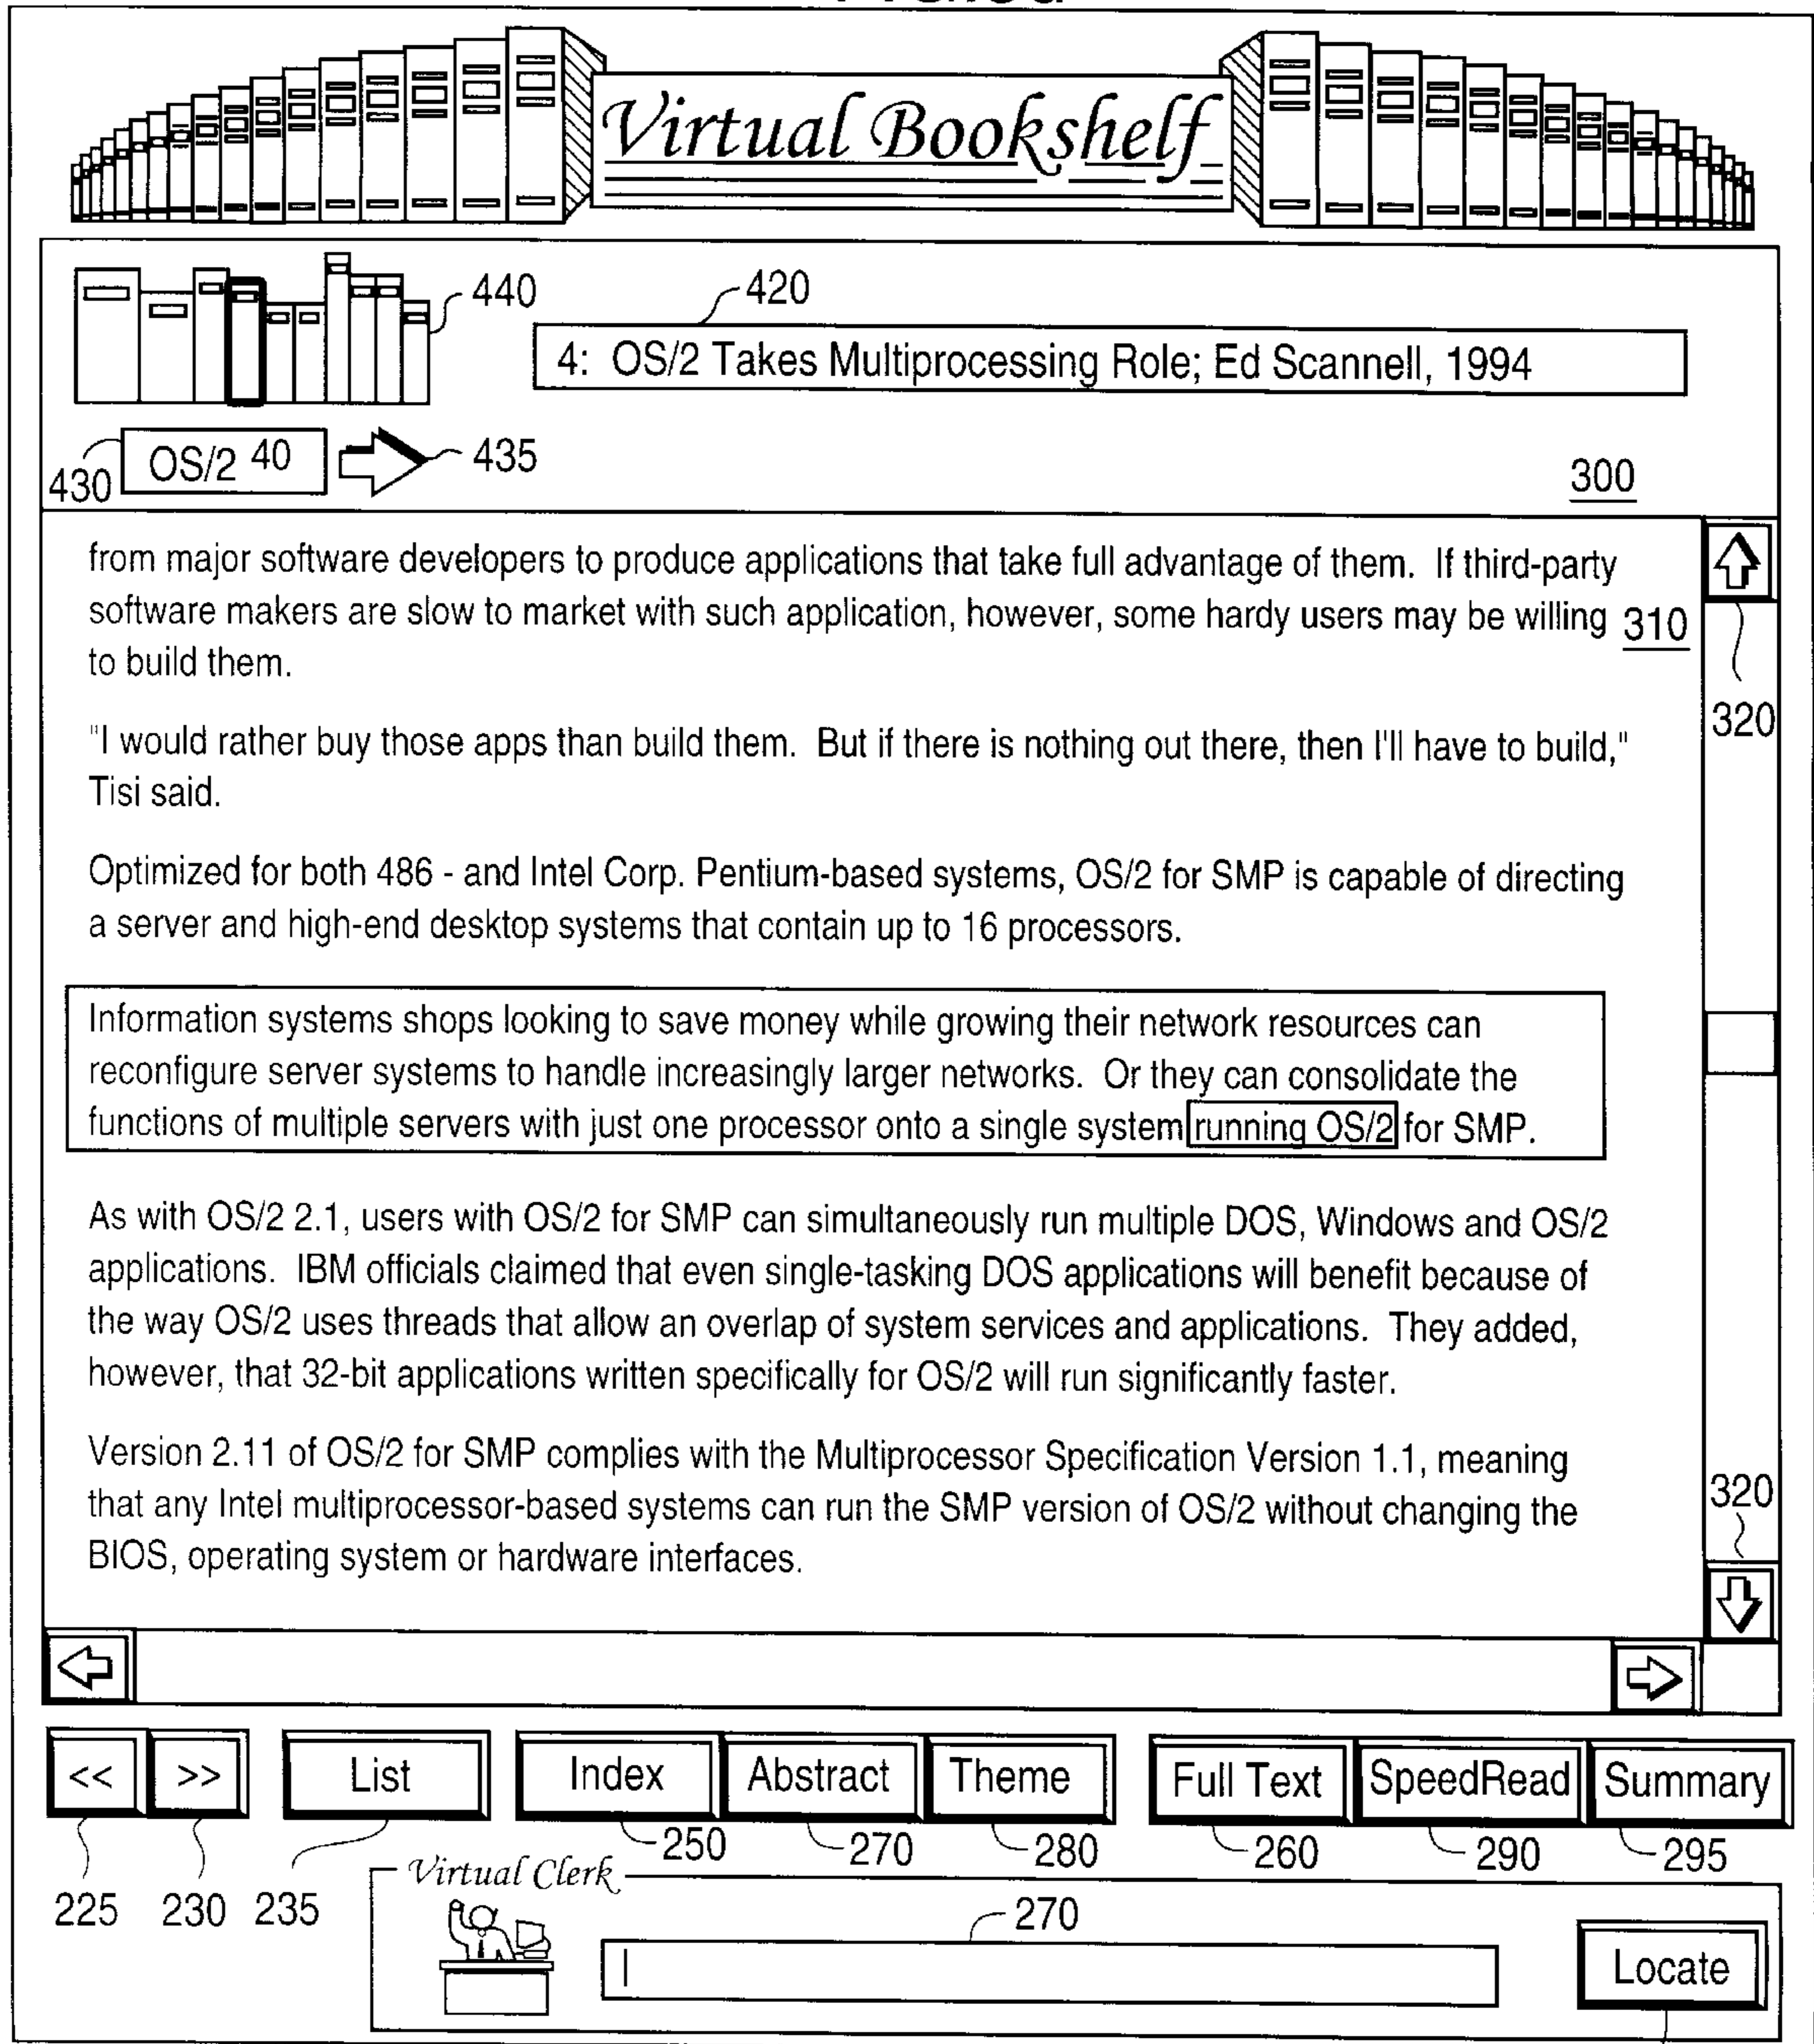 Virtual Bookshelf
440
420
4: OS/2 Takes Multiprocessing Role; Ed Scannell, 1994
430
OS/2 40
435
300
from major software developers to produce applications that take full advantage of them. If third-party
software makers are slow to market with such application, however, some hardy users may be willing
310
to build them.
320
"I would rather buy those apps than build them. But if there is nothing out there, then I'll have to build,"
Tisi said.
Optimized for both 486 - and Intel Corp. Pentium-based systems, OS/2 for SMP is capable of directing
a server and high-end desktop systems that contain up to 16 processors.
Information systems shops looking to save money while growing their network resources can
reconfigure server systems to handle increasingly larger networks. Or they can consolidate the
functions of multiple servers with just one processor onto a single system running OS/2 for SMP.
As with OS/2 2.1, users with OS/2 for SMP can simultaneously run multiple DOS, Windows and OS/2
applications. IBM officials claimed that even single-tasking DOS applications will benefit because of
the way OS/2 uses threads that allow an overlap of system services and applications. They added,
however, that 32-bit applications written specifically for OS/2 will run significantly faster.
Version 2.11 of OS/2 for SMP complies with the Multiprocessor Specification Version 1.1, meaning
that any Intel multiprocessor-based systems can run the SMP version of OS/2 without changing the
320
BIOS, operating system or hardware interfaces.
<< >> List Index Abstract Theme Full Text SpeedRead Summary
250 270 280 260 290 295
225 230 235
Virtual Clerk
270
Locate